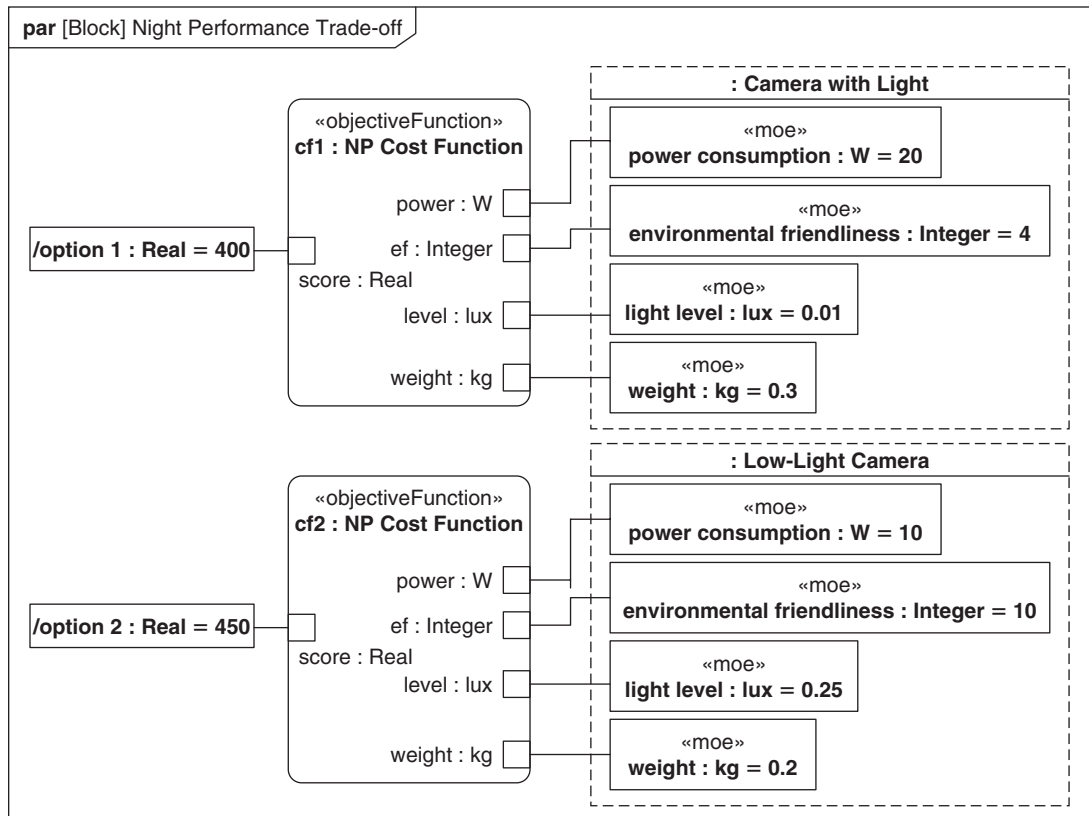 par [Block] Night Performance Trade-off
: Camera with Light
«objectiveFunction»
cf1 : NP Cost Function
«moe»
power consumption : W = 20
power : W
«moe»
environmental friendliness : Integer = 4
ef : Integer
/option 1 : Real = 400
score : Real
«moe»
light level : lux = 0.01
level : lux
«moe»
weight : kg = 0.3
weight : kg
: Low-Light Camera
«objectiveFunction»
cf2 : NP Cost Function
«moe»
power consumption : W = 10
power : W
«moe»
environmental friendliness : Integer = 10
ef : Integer
/option 2 : Real = 450
score : Real
«moe»
light level : lux = 0.25
level : lux
«moe»
weight : kg = 0.2
weight : kg